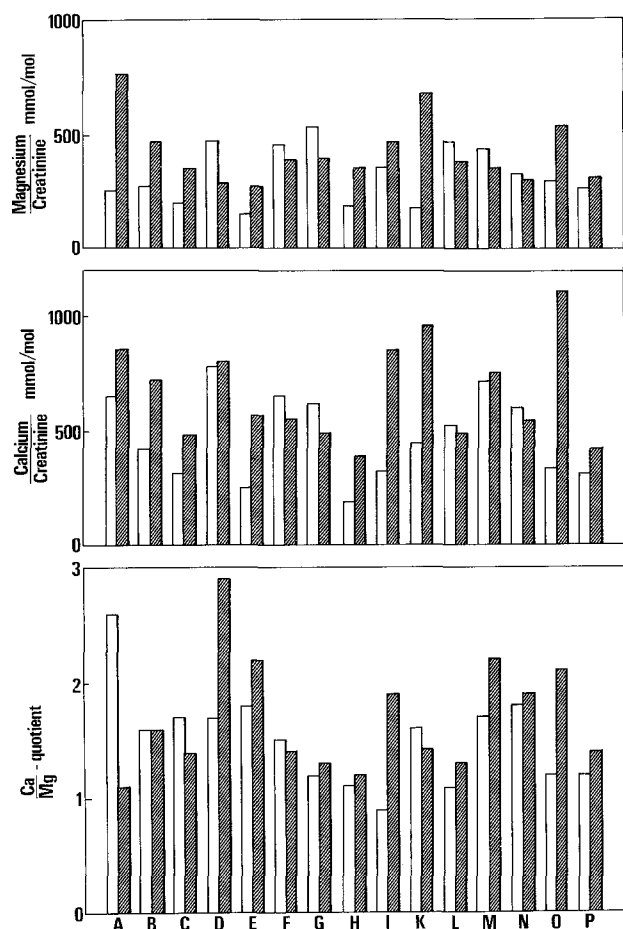 1000
Magnesium
Creatinine
mmol/mol
500
0
1000
Calcium
Creatinine
mmol/mol
500
0
3
2
Ca
Mg
- quotient
1
0
A B C D E F G H I K L M N O P